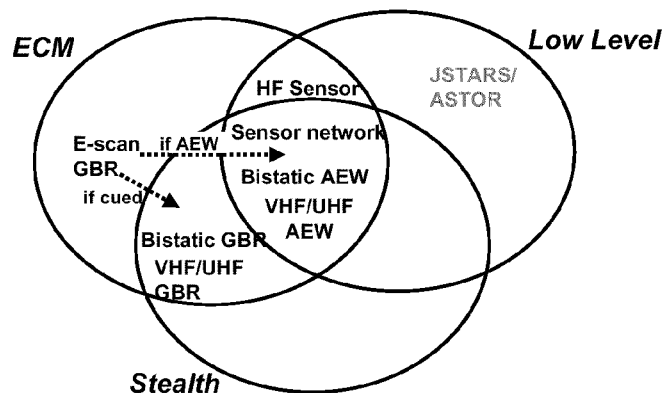 ECM
Low Level
HF Sensor
JSTARS/
ASTOR
E-scan
GBR
if AEW
if cued
Sensor network
Bistatic AEW
VHF/UHF
AEW
Bistatic GBR
VHF/UHF
GBR
Stealth